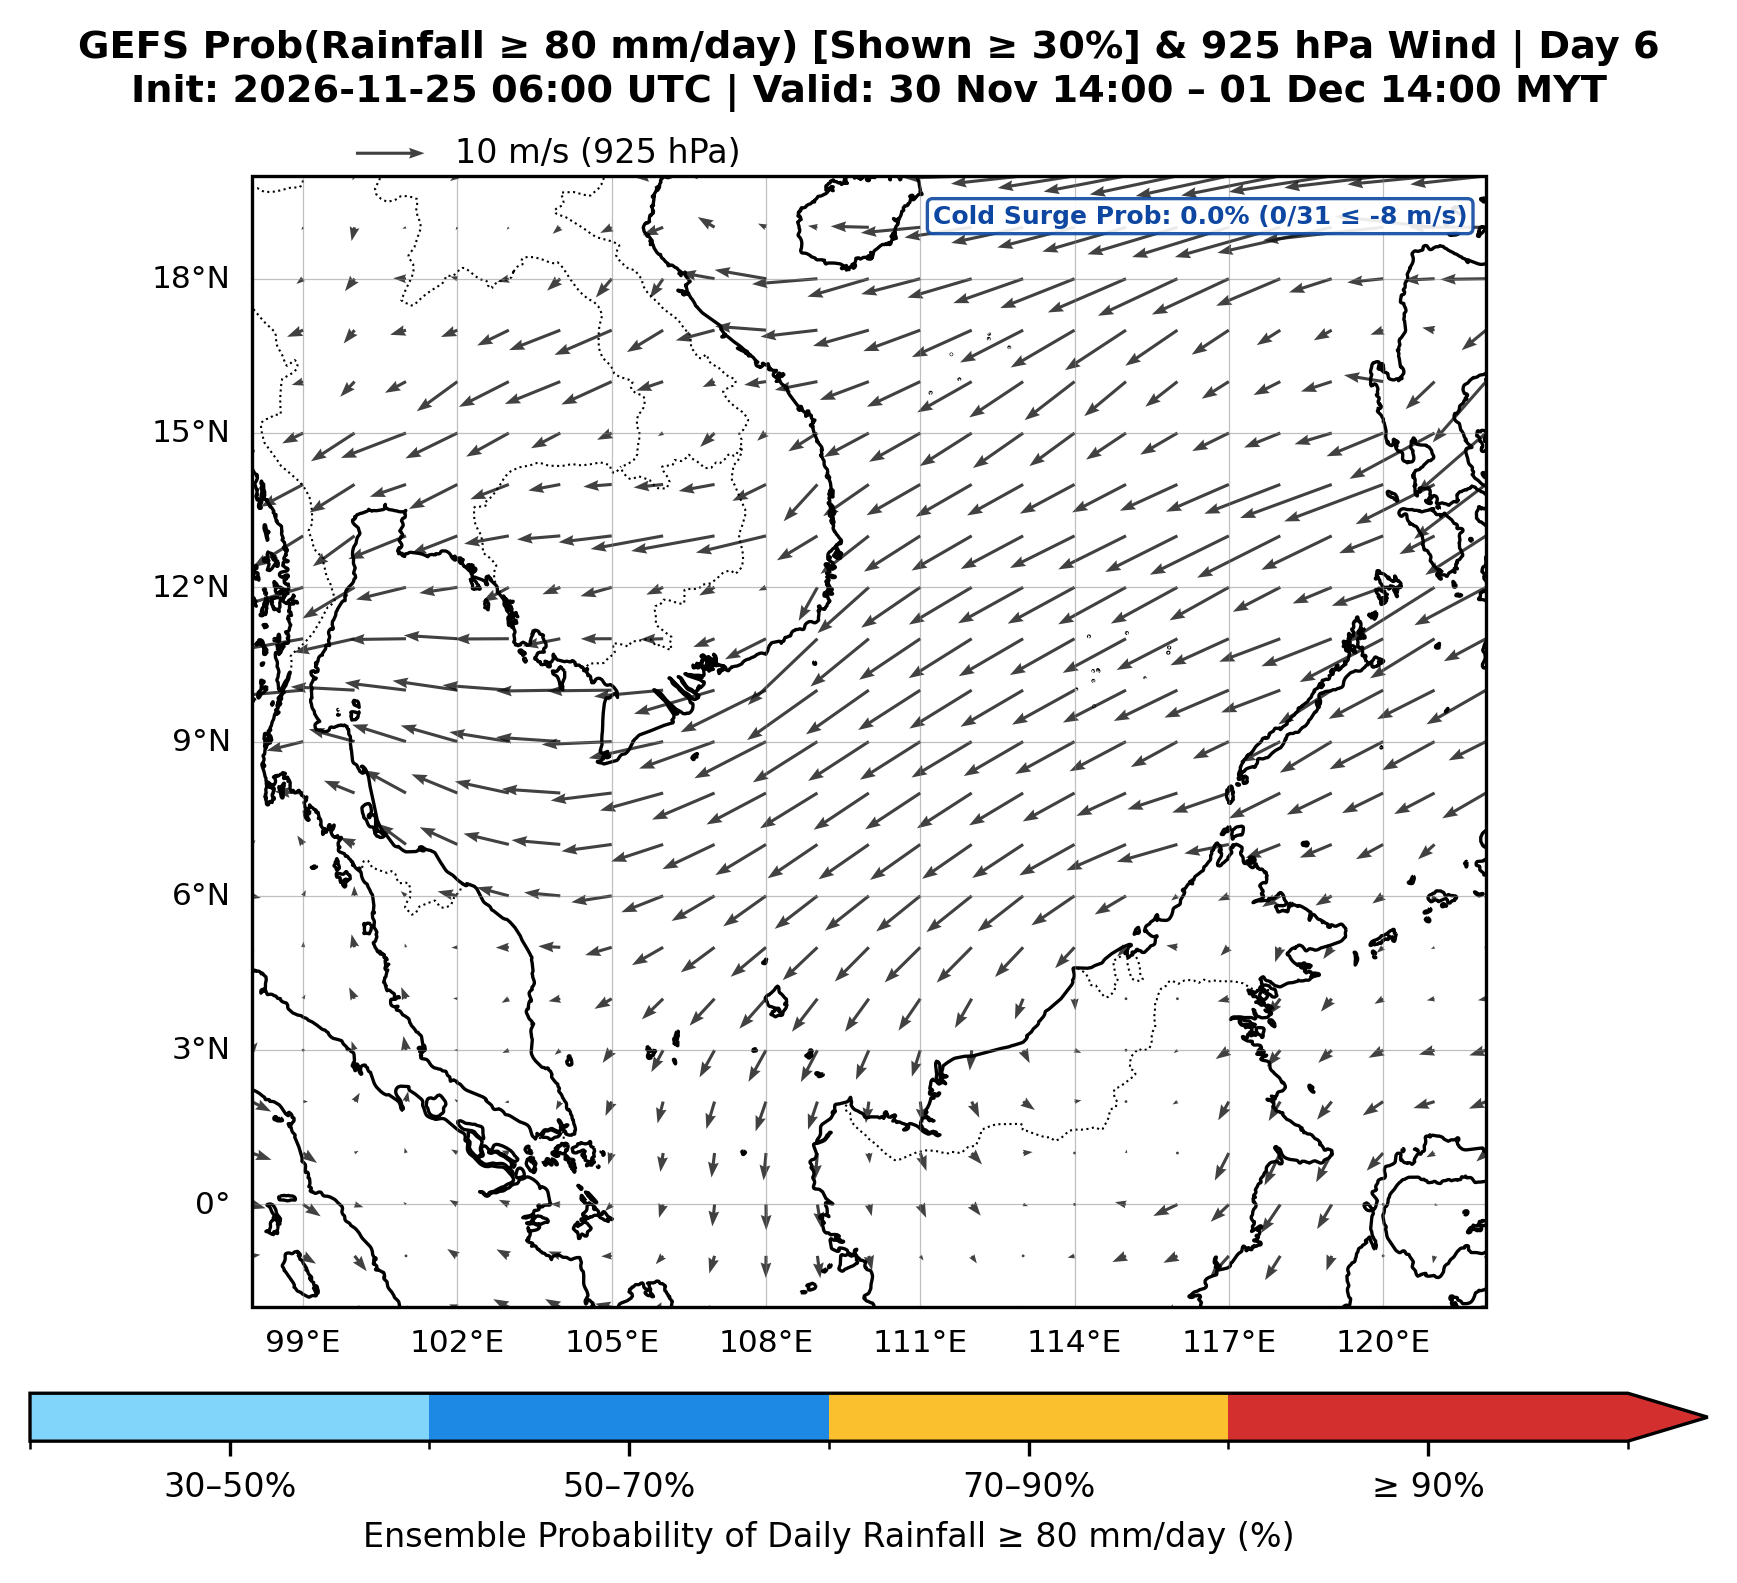 GEFS Prob(Rainfall ≥ 80 mm/day) [Shown ≥ 30%] & 925 hPa Wind | Day 6
Init: 2026-11-25 06:00 UTC | Valid: 30 Nov 14:00 – 01 Dec 14:00 MYT
10 m/s (925 hPa)
Cold Surge Prob: 0.0% (0/31 ≤ -8 m/s)
18°N
15°N
12°N
9°N
6°N
3°N
0°
99°E 102°E 105°E 108°E 111°E 114°E 117°E 120°E
30–50% 50–70% 70–90% ≥ 90%
Ensemble Probability of Daily Rainfall ≥ 80 mm/day (%)